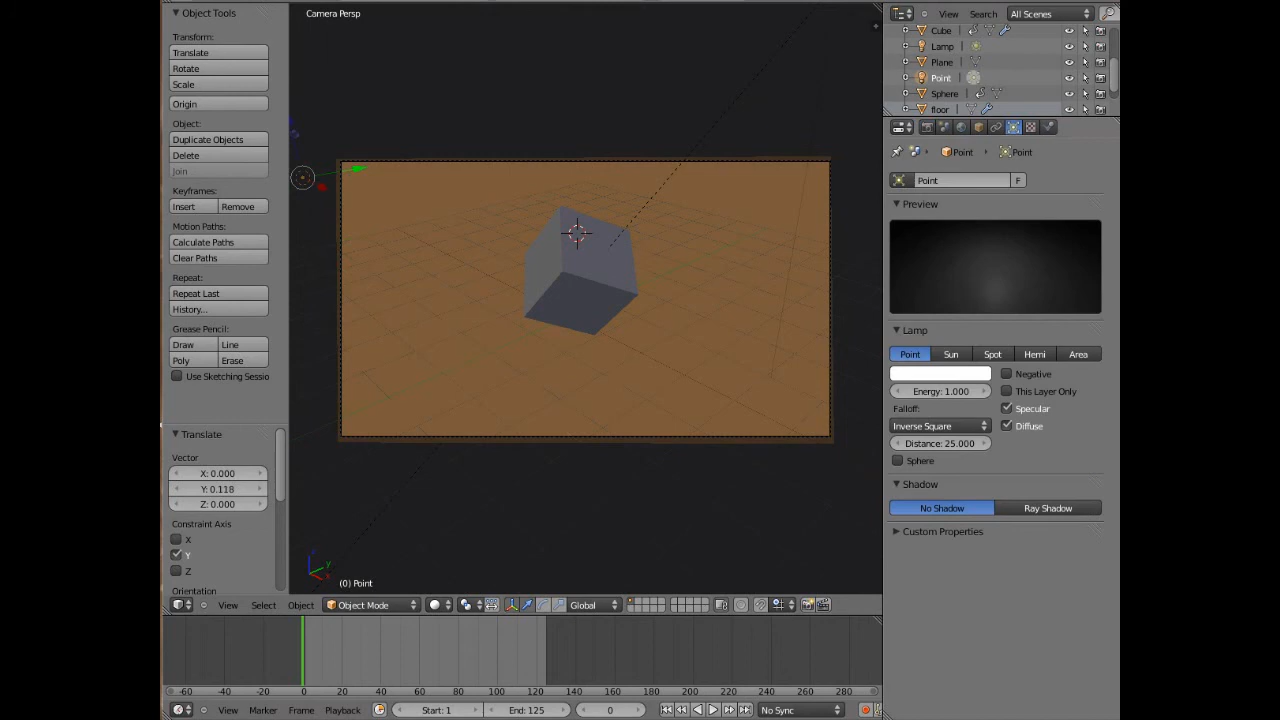 Object Tools
Transform:
Translate
Rotate
Scale
Origin
Object:
Duplicate Objects
Delete
Join
Keyframes:
Insert Remove
Motion Paths:
Calculate Paths
Clear Paths
Repeat:
Repeat Last
History...
Grease Pencil:
Draw Line
Poly Erase
Use Sketching Sessio
Translate
Vector
X: 0.000
Y: 0.118
Z: 0.000
Constraint Axis
X
Y
Z
Orientation
Camera Persp
z
y
x
(0) Point
View Select Object Object Mode Global
-60 -40 -20 0 20 40 60 80 100 120 140 160 180 200 220 240 260 280
View Marker Frame Playback Start: 1 End: 125 0 No Sync
View Search All Scenes
Cube
Lamp
Plane
Point
Sphere
floor
Point Point
Point F
Preview
Lamp
Point Sun Spot Hemi Area
Negative
Energy: 1.000 This Layer Only
Falloff: Specular
Inverse Square Diffuse
Distance: 25.000
Sphere
Shadow
No Shadow Ray Shadow
Custom Properties